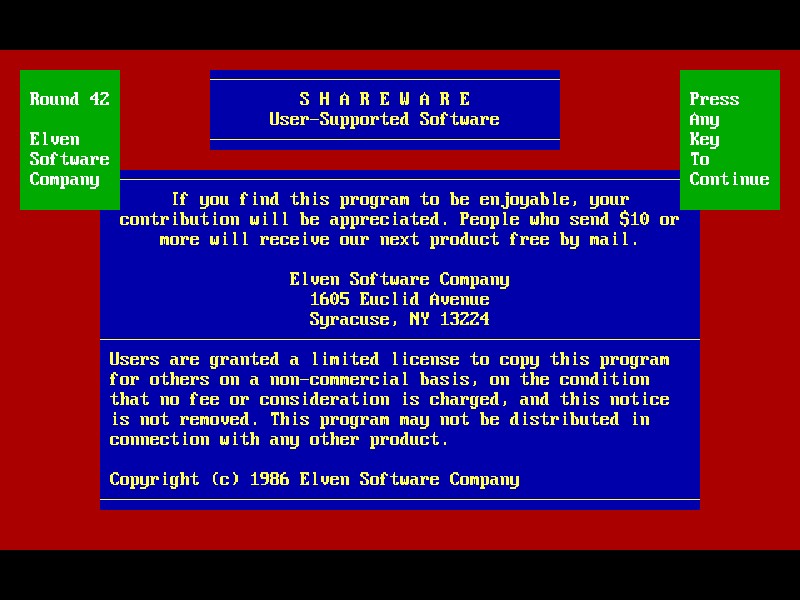 Round 42
Elven
Software
Company
S H A R E W A R E
User-Supported Software
Press
Any
Key
To
Continue
If you find this program to be enjoyable, your
contribution will be appreciated. People who send $10 or
more will receive our next product free by mail.
Elven Software Company
1605 Euclid Avenue
Syracuse, NY 13224
Users are granted a limited license to copy this program
for others on a non-commercial basis, on the condition
that no fee or consideration is charged, and this notice
is not removed. This program may not be distributed in
connection with any other product.
Copyright (c) 1986 Elven Software Company